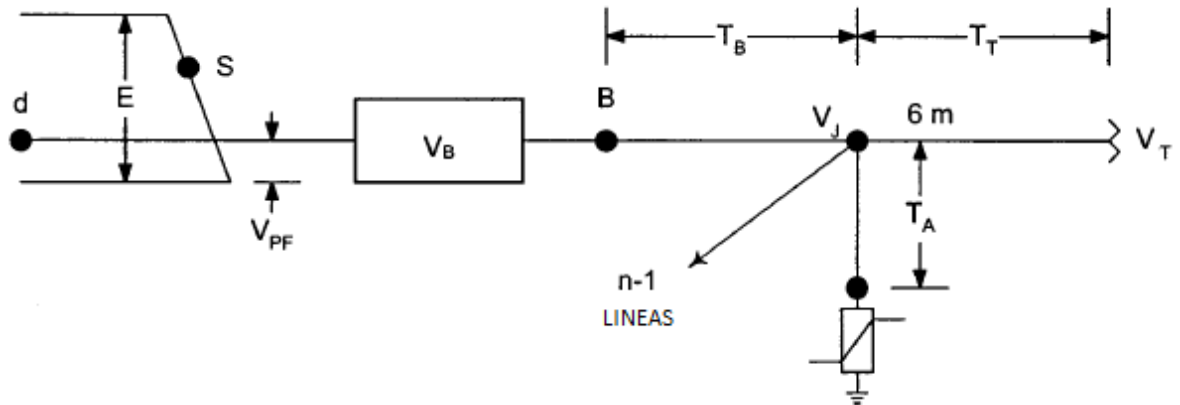 T_B
T_T
S
d
E
B
V_J
6 m
V_B
V_T
V_PF
T_A
n-1
LINEAS